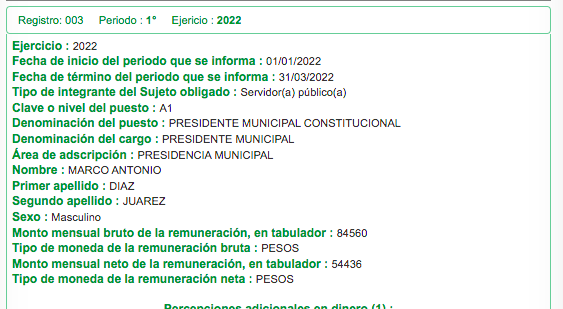 Registro: 003 Periodo : 1° Ejericio : 2022
Ejercicio : 2022
Fecha de inicio del periodo que se informa : 01/01/2022
Fecha de término del periodo que se informa : 31/03/2022
Tipo de integrante del Sujeto obligado : Servidor(a) público(a)
Clave o nivel del puesto : A1
Denominación del puesto : PRESIDENTE MUNICIPAL CONSTITUCIONAL
Denominación del cargo : PRESIDENTE MUNICIPAL
Área de adscripción : PRESIDENCIA MUNICIPAL
Nombre : MARCO ANTONIO
Primer apellido : DIAZ
Segundo apellido : JUAREZ
Sexo : Masculino
Monto mensual bruto de la remuneración, en tabulador : 84560
Tipo de moneda de la remuneración bruta : PESOS
Monto mensual neto de la remuneración, en tabulador : 54436
Tipo de moneda de la remuneración neta : PESOS
Percepciones adicionales en dinero (1) :